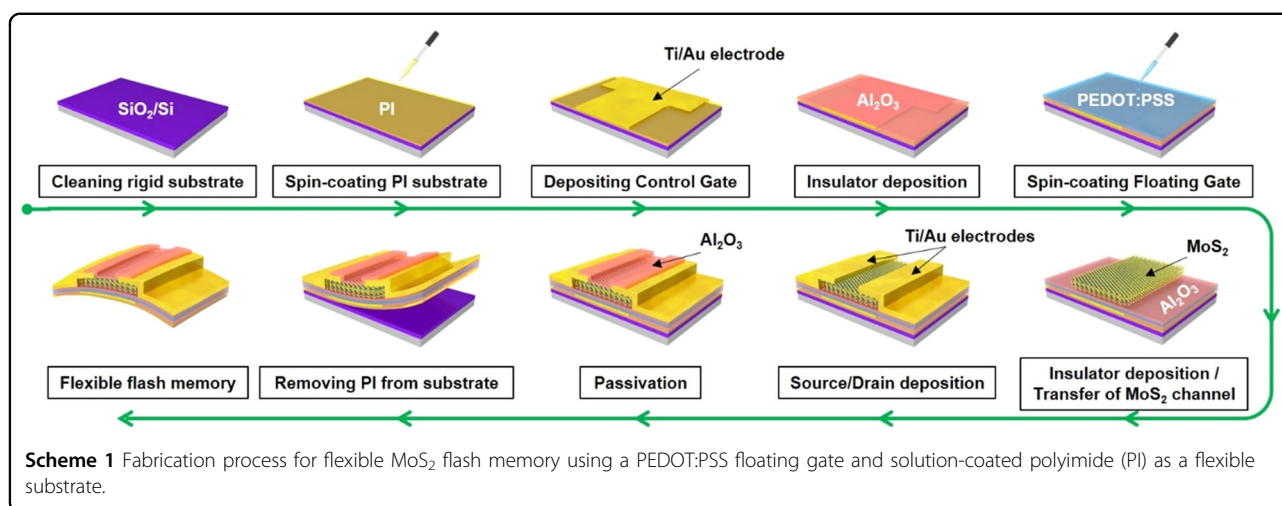 Ti/Au electrode
SiO₂/Si
PI
Al₂O₃
PEDOT:PSS
Cleaning rigid substrate
Spin-coating PI substrate
Depositing Control Gate
Insulator deposition
Spin-coating Floating Gate
Al₂O₃
Ti/Au electrodes
MoS₂
Al₂O₃
Flexible flash memory
Removing PI from substrate
Passivation
Source/Drain deposition
Insulator deposition /
Transfer of MoS₂ channel
Scheme 1 Fabrication process for flexible MoS₂ flash memory using a PEDOT:PSS floating gate and solution-coated polyimide (PI) as a flexible
substrate.